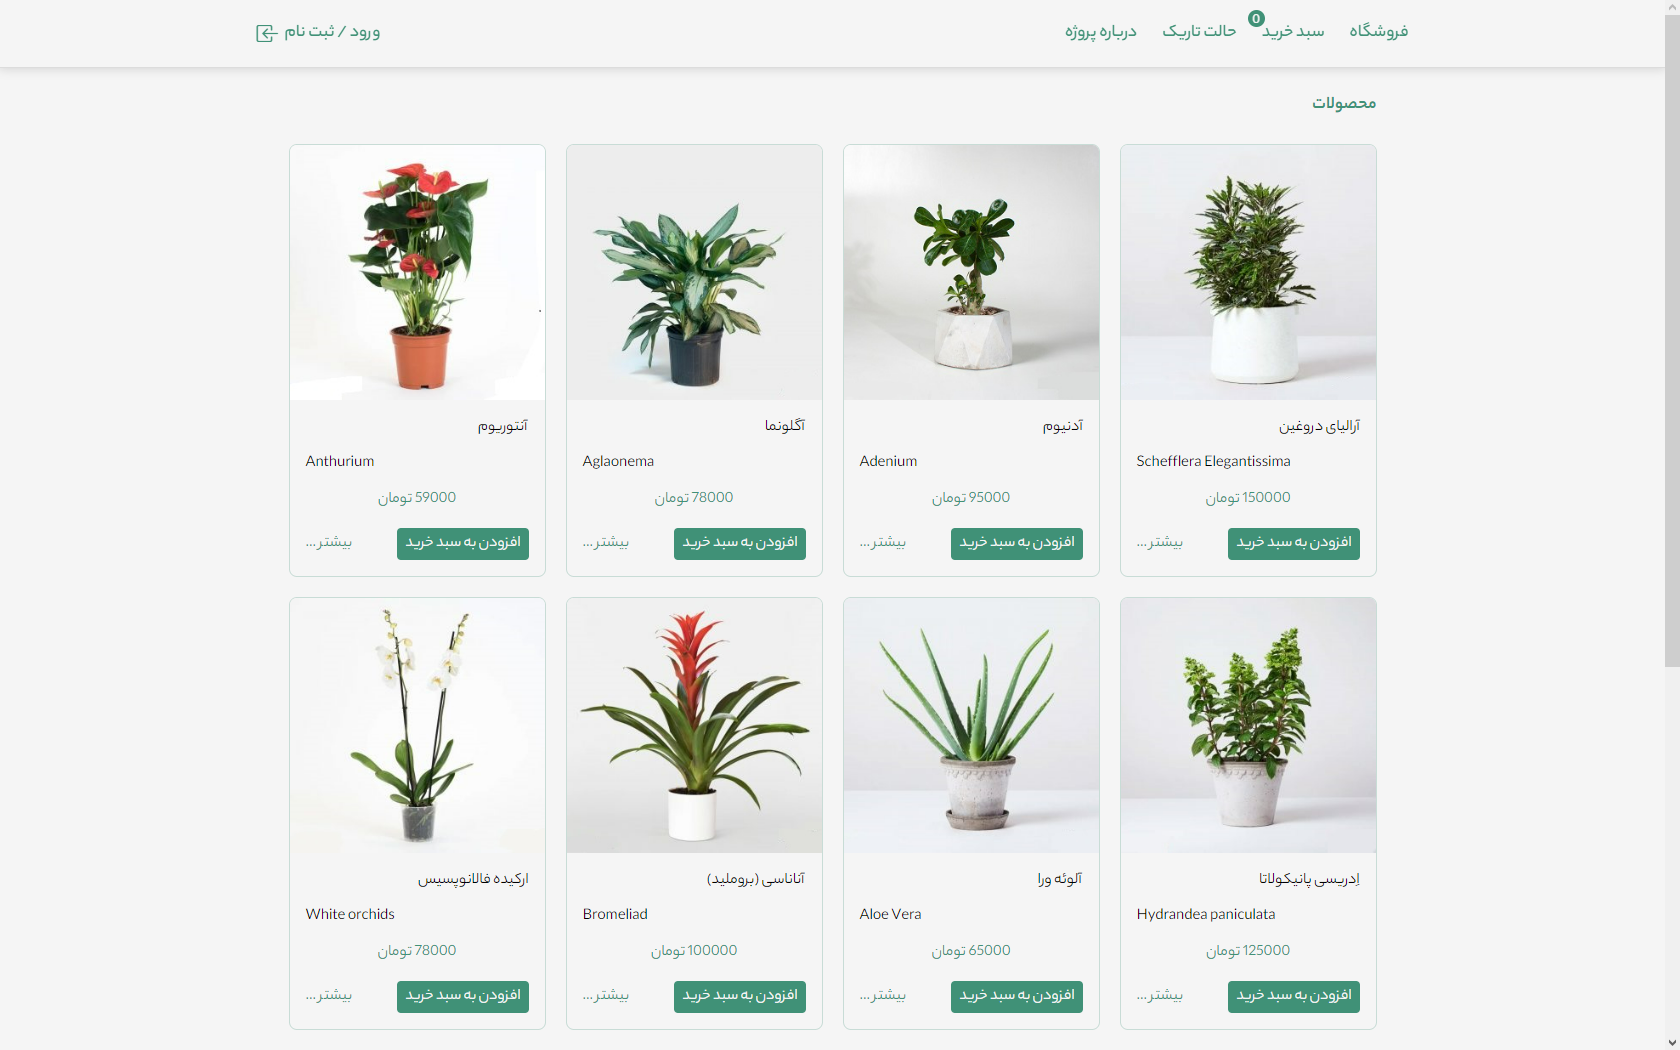 فروشگاه
سبد خرید
0
حالت تاریک
درباره پروژه
ورود / ثبت نام
محصولات
آرالیای دروغین
Schefflera Elegantissima
150000 تومان
افزودن به سبد خرید
بیشتر ...
آدنیوم
Adenium
95000 تومان
افزودن به سبد خرید
بیشتر ...
آگلونما
Aglaonema
78000 تومان
افزودن به سبد خرید
بیشتر ...
آنتوریوم
Anthurium
59000 تومان
افزودن به سبد خرید
بیشتر ...
اِدریسی پانیکولاتا
Hydrandea paniculata
125000 تومان
افزودن به سبد خرید
بیشتر ...
آلوئه ورا
Aloe Vera
65000 تومان
افزودن به سبد خرید
بیشتر ...
آناناسی (بروملید)
Bromeliad
100000 تومان
افزودن به سبد خرید
بیشتر ...
ارکیده فالانوپسیس
White orchids
78000 تومان
افزودن به سبد خرید
بیشتر ...